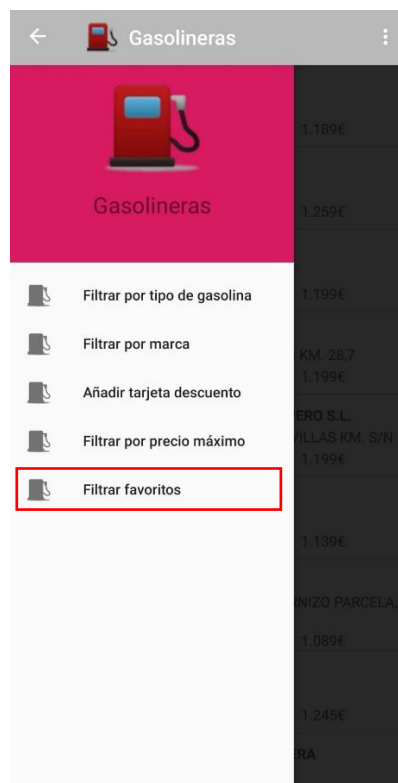 Gasolineras
1.189€
Gasolineras
1.259€
Filtrar por tipo de gasolina
1.199€
Filtrar por marca
KM. 28,7
1.199€
Añadir tarjeta descuento
ERO S.L.
Filtrar por precio máximo
VILLAS KM. S/N
1.199€
Filtrar favoritos
1.139€
RNIZO PARCELA,
1.089€
1.245€
ERA